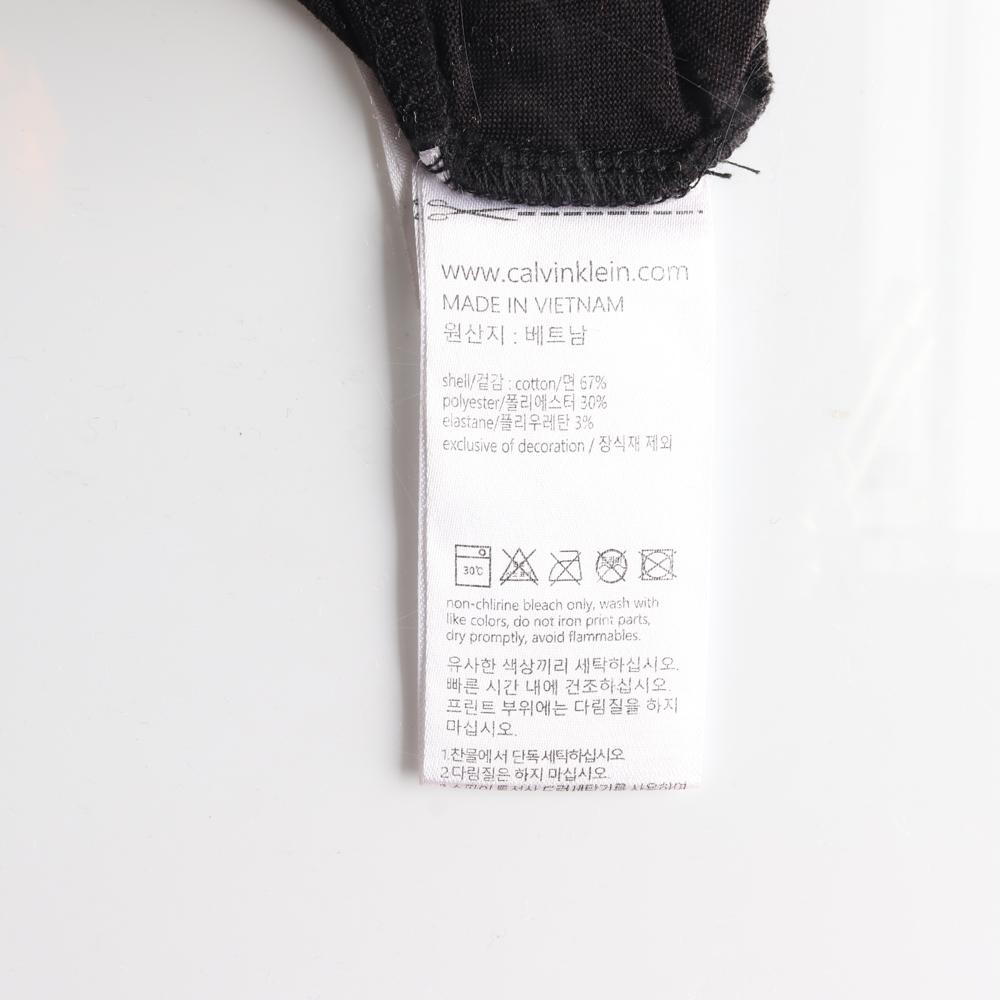 www.calvinklein.com
MADE IN VIETNAM
원산지 : 베트남
shell/겉감 : cotton/면 67%
polyester/폴리에스터 30%
elastane/폴리우레탄 3%
exclusive of decoration / 장식재 제외
30℃
non-chlirine bleach only, wash with
like colors, do not iron print parts,
dry promptly, avoid flammables.
유사한 색상끼리 세탁하십시오.
빠른 시간 내에 건조하십시오.
프린트 부위에는 다림질을 하지
마십시오.
1.찬물에서 단독세탁하십시오
2.다림질은 하지 마십시오.